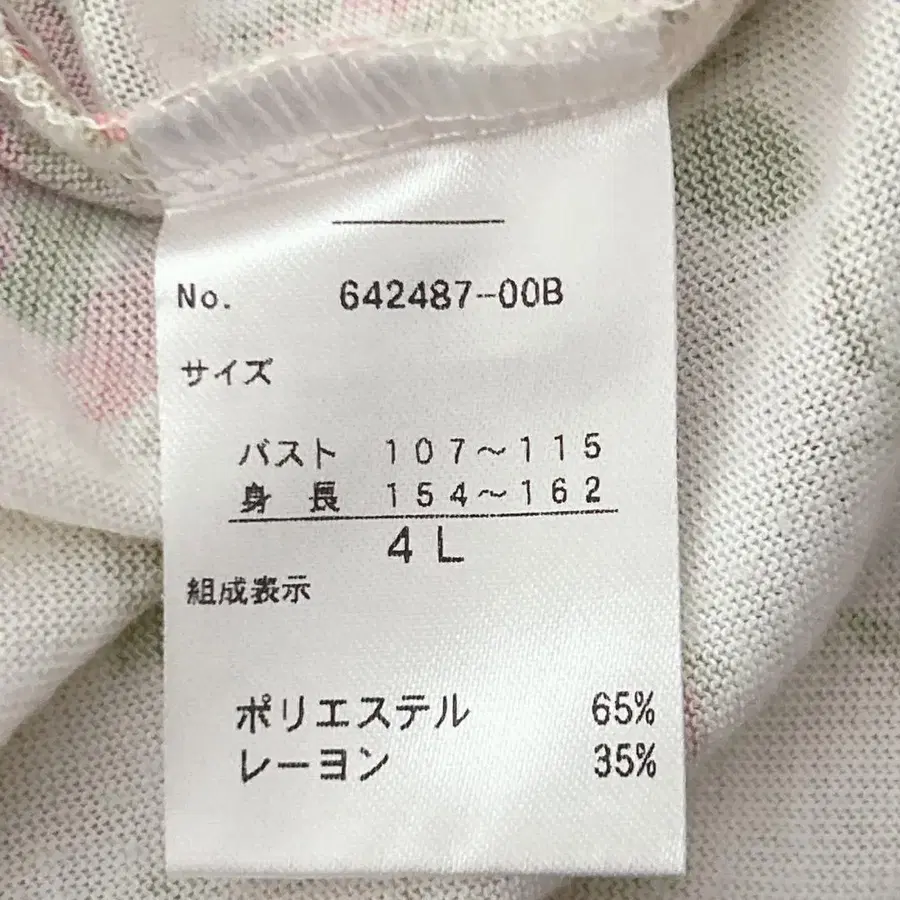 No. 642487-00B
サイズ
バスト 107～115
身長 154～162
4L
組成表示
ポリエステル 65%
レーヨン 35%